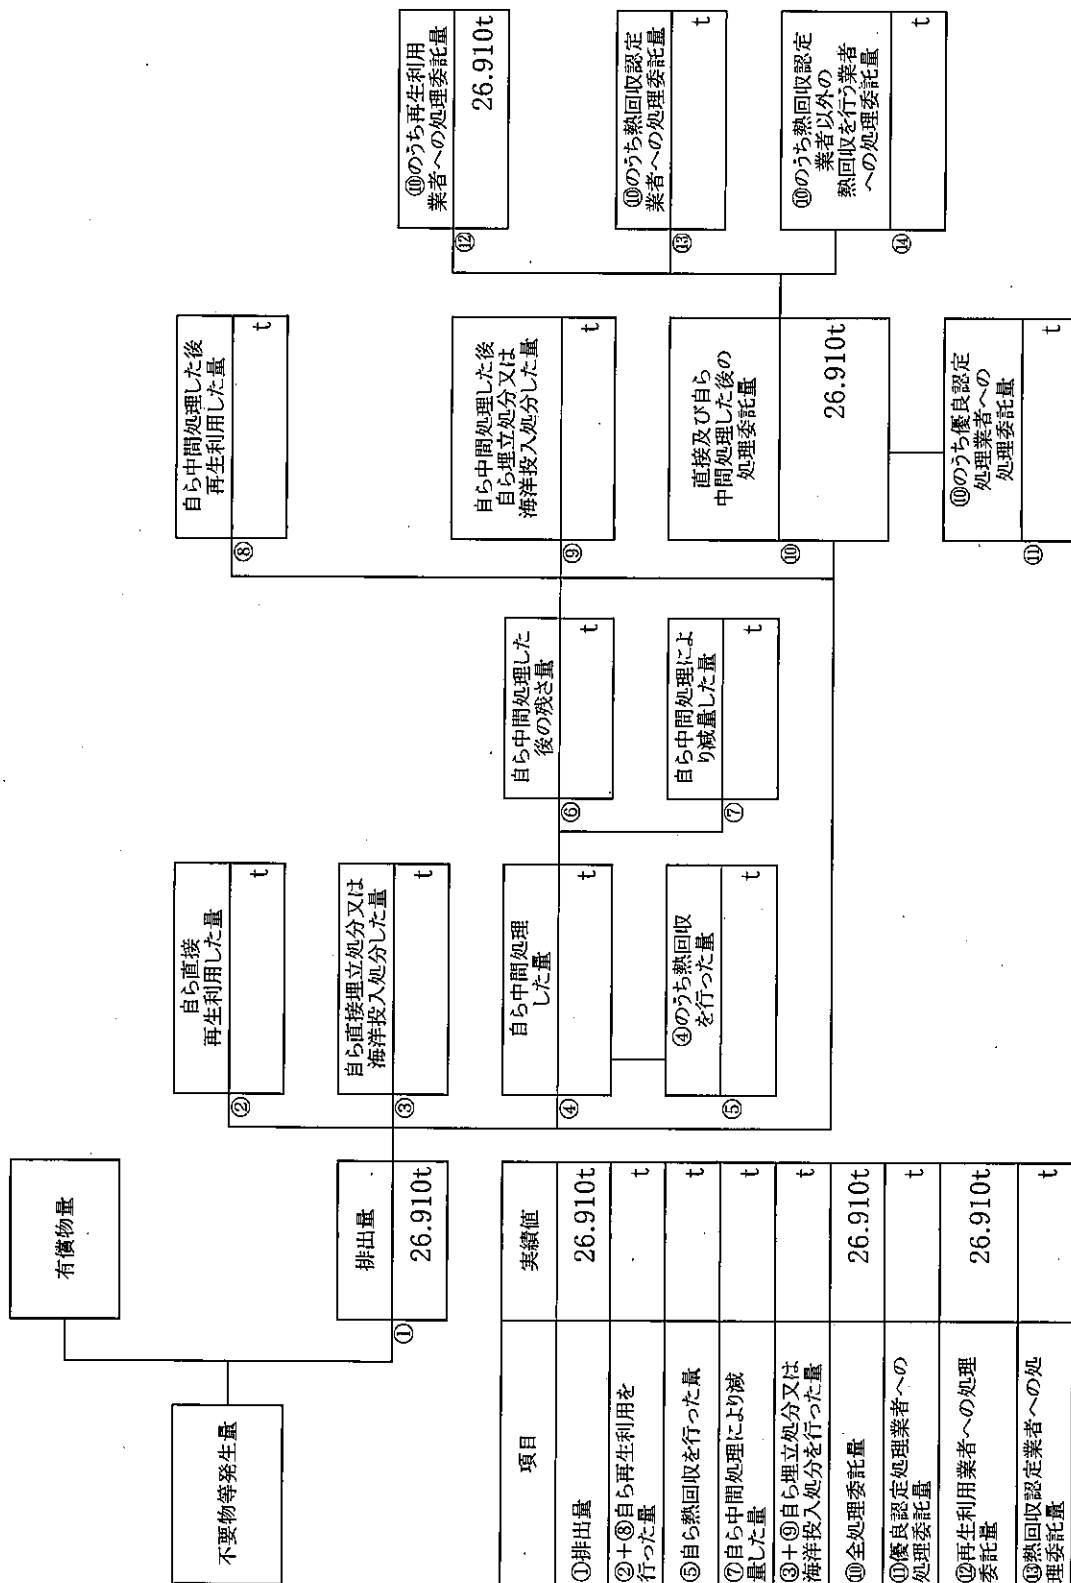 不要物等発生量
有償物量
①
排出量
26.910t
②
自ら直接
再生利用した量
t
③
自ら直接埋立処分又は
海洋投入処分した量
t
④
自ら中間処理
した量
t
⑤
④のうち熱回収
を行った量
t
⑥
自ら中間処理した
後の残さ量
t
⑦
自ら中間処理によ
り減量した量
t
⑧
自ら中間処理した後
再生利用した量
t
⑨
自ら中間処理した後
自ら埋立処分又は
海洋投入処分した量
t
⑩
直接及び自ら
中間処理した後の
処理委託量
26.910t
⑪
⑩のうち優良認定
処理業者への
処理委託量
t
⑫
⑩のうち再生利用
業者への処理委託量
26.910t
⑬
⑩のうち熱回収認定
業者への処理委託量
t
⑭
⑩のうち熱回収認定
業者以外の
熱回収を行う業者
への処理委託量
t
項目
実績値
①排出量
26.910t
②+⑧自ら再生利用を
行った量
t
⑤自ら熱回収を行った量
t
⑦自ら中間処理により減
量した量
t
③+⑨自ら埋立処分又は
海洋投入処分を行った量
t
⑩全処理委託量
26.910t
⑪優良認定処理業者への
処理委託量
t
⑫再生利用業者への処理
委託量
26.910t
⑬熱回収認定業者への処
理委託量
t